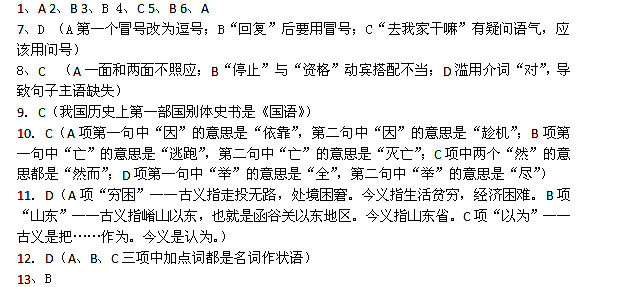 1、A 2、B 3、B 4、C 5、B 6、A
7、D （A 第一个冒号改为逗号；B“回复”后要用冒号；C“去我家干嘛”有疑问语气，应
该用问号）
8、C （A 一面和两面不照应；B“停止”与“资格”动宾搭配不当；D 滥用介词“对”，导
致句子主语缺失）
9. C（我国历史上第一部国别体史书是《国语》）
10. C（A 项第一句中“因”的意思是“依靠”，第二句中“因”的意思是“趁机”；B 项第
一句中“亡”的意思是“逃跑”，第二句中“亡”的意思是“灭亡”；C 项中两个“然”的意
思都是“然而”；D 项第一句中“举”的意思是“全”，第二句中“举”的意思是“尽”）
11. D（A 项“穷困”——古义指走投无路，处境困窘。今义指生活贫穷，经济困难。B 项
“山东”——古义指崤山以东，也就是函谷关以东地区。今义指山东省。C 项“以为”——
古义是把……作为。今义是认为。）
12. D（A、B、C 三项中加点词都是名词作状语）
13、B